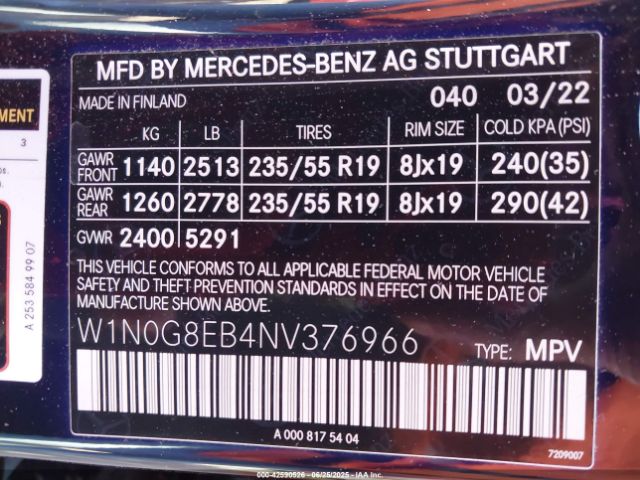 MFD BY MERCEDES-BENZ AG STUTTGART
MADE IN FINLAND 040 03/22
KG LB TIRES RIM SIZE COLD KPA (PSI)
GAWR FRONT 1140 2513 235/55 R19 8Jx19 240(35)
GAWR REAR 1260 2778 235/55 R19 8Jx19 290(42)
GVWR 2400 5291
THIS VEHICLE CONFORMS TO ALL APPLICABLE FEDERAL MOTOR VEHICLE
SAFETY AND THEFT PREVENTION STANDARDS IN EFFECT ON THE DATE
OF MANUFACTURE SHOWN ABOVE.
W1N0G8EB4NV376966 TYPE: MPV
A 000 817 54 04
7209007
MENT
3
A 253 584 99 07
000-42590526 - 06/25/2025 - IAAHD.CA